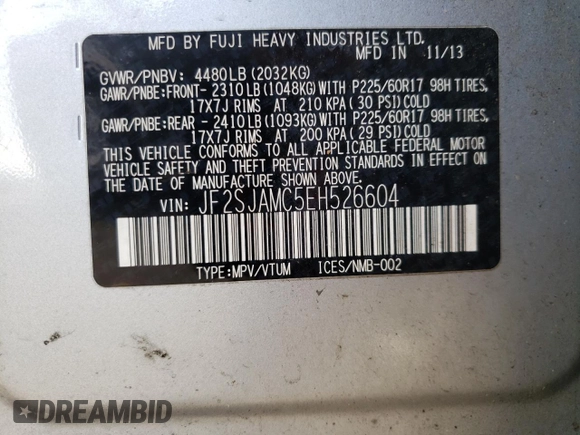 MFD BY FUJI HEAVY INDUSTRIES LTD.
MFD IN 11/13
GVWR/PNBV: 4480LB(2032KG)
GAWR/PNBE:FRONT- 2310LB(1048KG)WITH P225/60R17 98H TIRES,
17X7J RIMS AT 210 KPA(30 PSI)COLD
GAWR/PNBE:REAR - 2410LB(1093KG)WITH P225/60R17 98H TIRES,
17X7J RIMS AT 200 KPA(29 PSI)COLD
THIS VEHICLE CONFORMS TO ALL APPLICABLE FEDERAL MOTOR
VEHICLE SAFETY AND THEFT PREVENTION STANDARDS IN EFFECT
ON THE DATE OF MANUFACTURE SHOWN ABOVE.
VIN: JF2SJAMC5EH526604
TYPE:MPV/VTUM ICES/NMB-002
DREAMBID